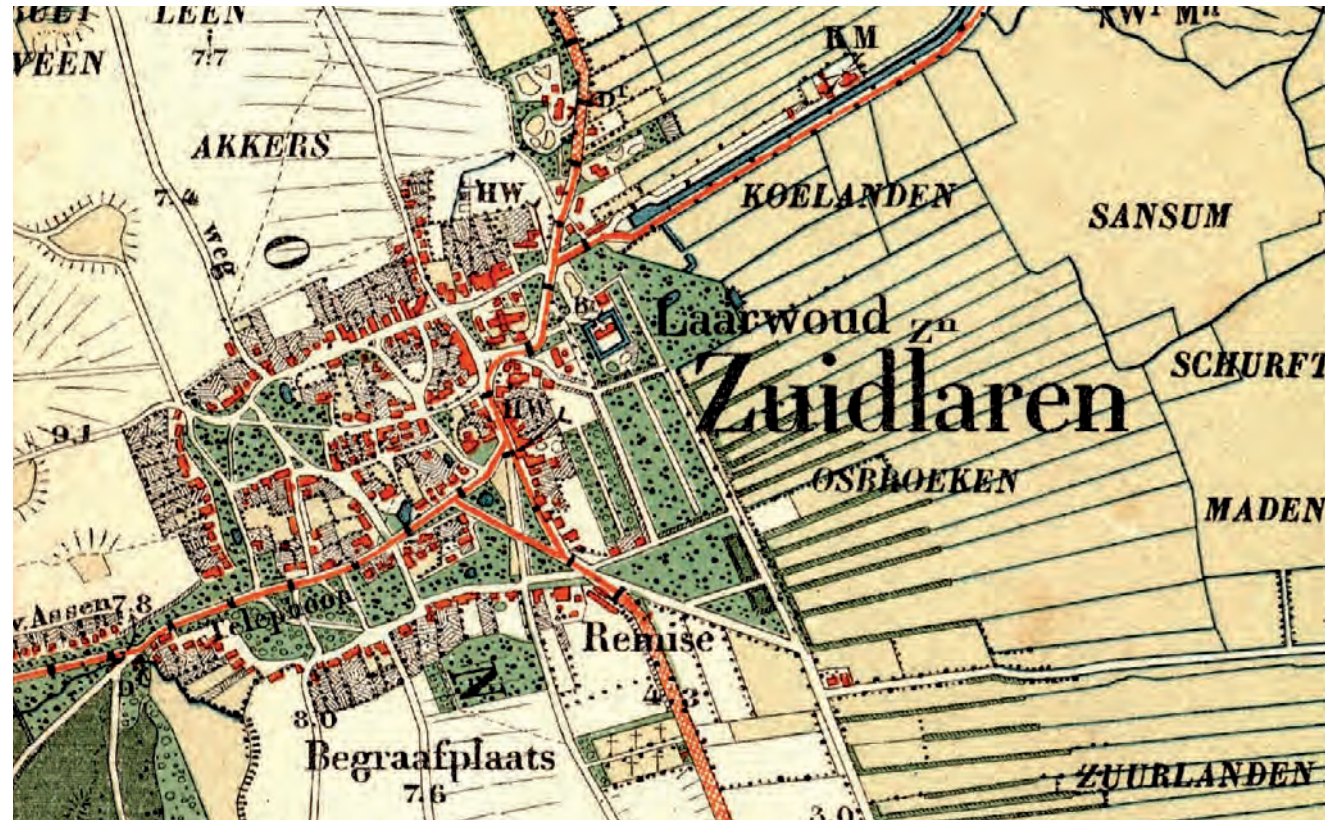 LEEN
7.7
VEEN
KM
AKKERS
HW
KOELANDEN
SANSUM
7.4
weg
O
Laarwoud
Zn
Zuidlaren
SCHURFT
HW
9.1
OSBROEKEN
MADEN
v. Assen
7.8
Telephoon
Remise
4.3
8.0
Begraafplaats
7.6
ZUURLANDEN
3.0